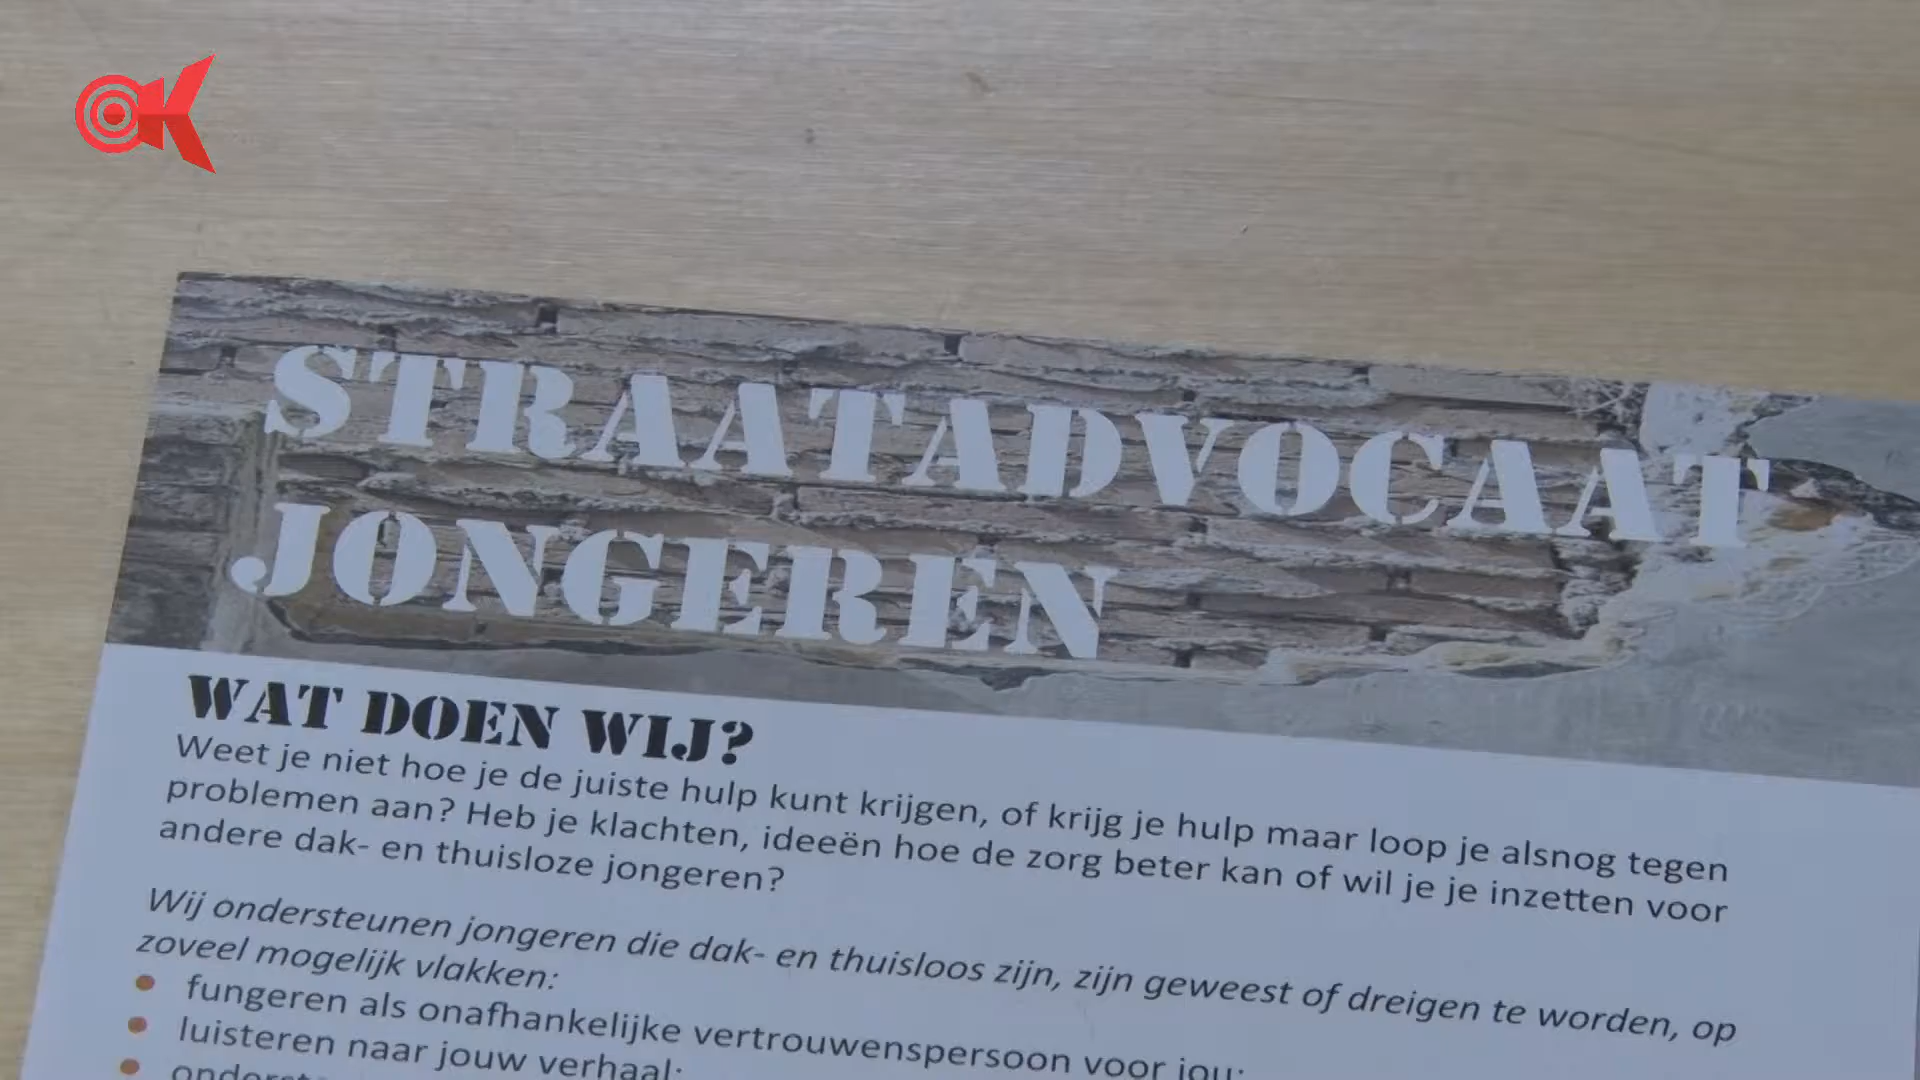 OK
STRAATADVOCAAT
JONGEREN
WAT DOEN WIJ?
Weet je niet hoe je de juiste hulp kunt krijgen, of krijg je hulp maar loop je alsnog tegen
problemen aan? Heb je klachten, ideeën hoe de zorg beter kan of wil je je inzetten voor
andere dak- en thuisloze jongeren?
Wij ondersteunen jongeren die dak- en thuisloos zijn, zijn geweest of dreigen te worden, op
zoveel mogelijk vlakken:
• fungeren als onafhankelijke vertrouwenspersoon voor jou;
• luisteren naar jouw verhaal;